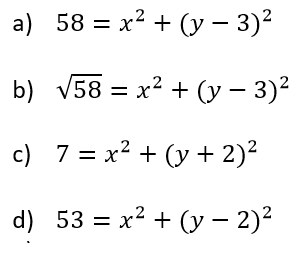 a) 58 = x² + (y − 3)²
b) √58 = x² + (y − 3)²
c) 7 = x² + (y + 2)²
d) 53 = x² + (y − 2)²